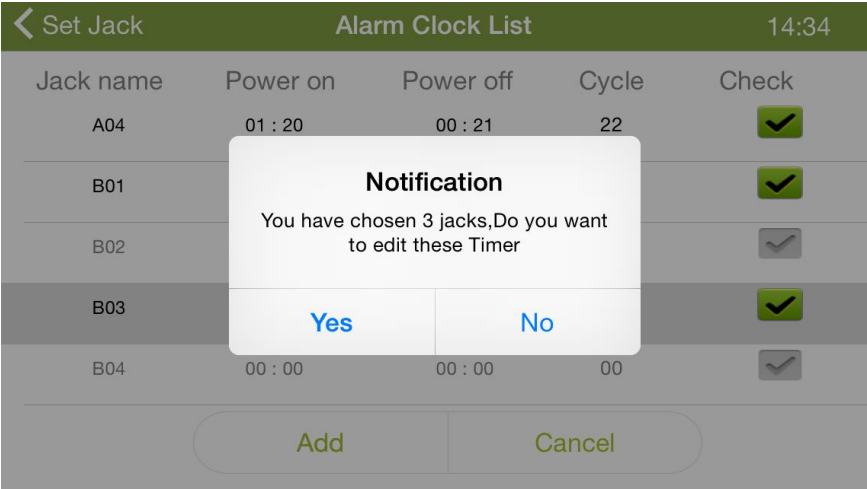 Set Jack Alarm Clock List 14:34
Jack name Power on Power off Cycle Check
A04 01 : 20 00 : 21 22
B01
Notification
You have chosen 3 jacks,Do you want
to edit these Timer
B02
B03
Yes No
B04 00 : 00 00 : 00 00
Add Cancel